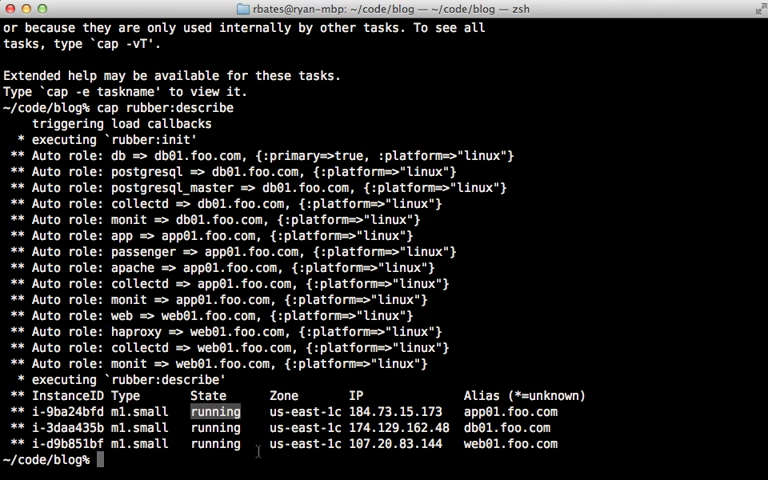 rbates@ryan-mbp: ~/code/blog — ~/code/blog — zsh
or because they are only used internally by other tasks. To see all
tasks, type `cap -vT'.
Extended help may be available for these tasks.
Type `cap -e taskname' to view it.
~/code/blog% cap rubber:describe
    triggering load callbacks
  * executing `rubber:init'
 ** Auto role: db => db01.foo.com, {:primary=>true, :platform=>"linux"}
 ** Auto role: postgresql => db01.foo.com, {:platform=>"linux"}
 ** Auto role: postgresql_master => db01.foo.com, {:platform=>"linux"}
 ** Auto role: collectd => db01.foo.com, {:platform=>"linux"}
 ** Auto role: monit => db01.foo.com, {:platform=>"linux"}
 ** Auto role: app => app01.foo.com, {:platform=>"linux"}
 ** Auto role: passenger => app01.foo.com, {:platform=>"linux"}
 ** Auto role: apache => app01.foo.com, {:platform=>"linux"}
 ** Auto role: collectd => app01.foo.com, {:platform=>"linux"}
 ** Auto role: monit => app01.foo.com, {:platform=>"linux"}
 ** Auto role: web => web01.foo.com, {:platform=>"linux"}
 ** Auto role: haproxy => web01.foo.com, {:platform=>"linux"}
 ** Auto role: collectd => web01.foo.com, {:platform=>"linux"}
 ** Auto role: monit => web01.foo.com, {:platform=>"linux"}
  * executing `rubber:describe'
 ** InstanceID Type       State      Zone       IP             Alias (*=unknown)
 ** i-9ba24bfd m1.small   running    us-east-1c 184.73.15.173  app01.foo.com
 ** i-3daa435b m1.small   running    us-east-1c 174.129.162.48 db01.foo.com
 ** i-d9b851bf m1.small   running    us-east-1c 107.20.83.144  web01.foo.com
~/code/blog%